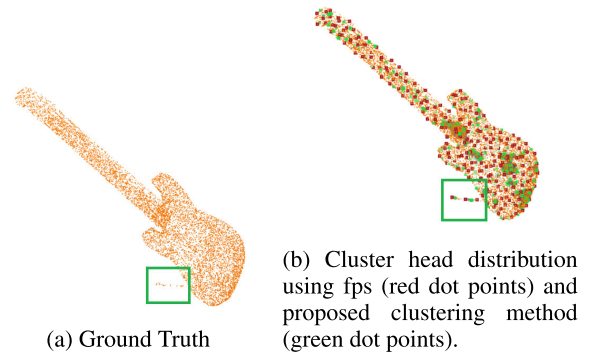 (a) Ground Truth
(b) Cluster head distribution
using fps (red dot points) and
proposed clustering method
(green dot points).